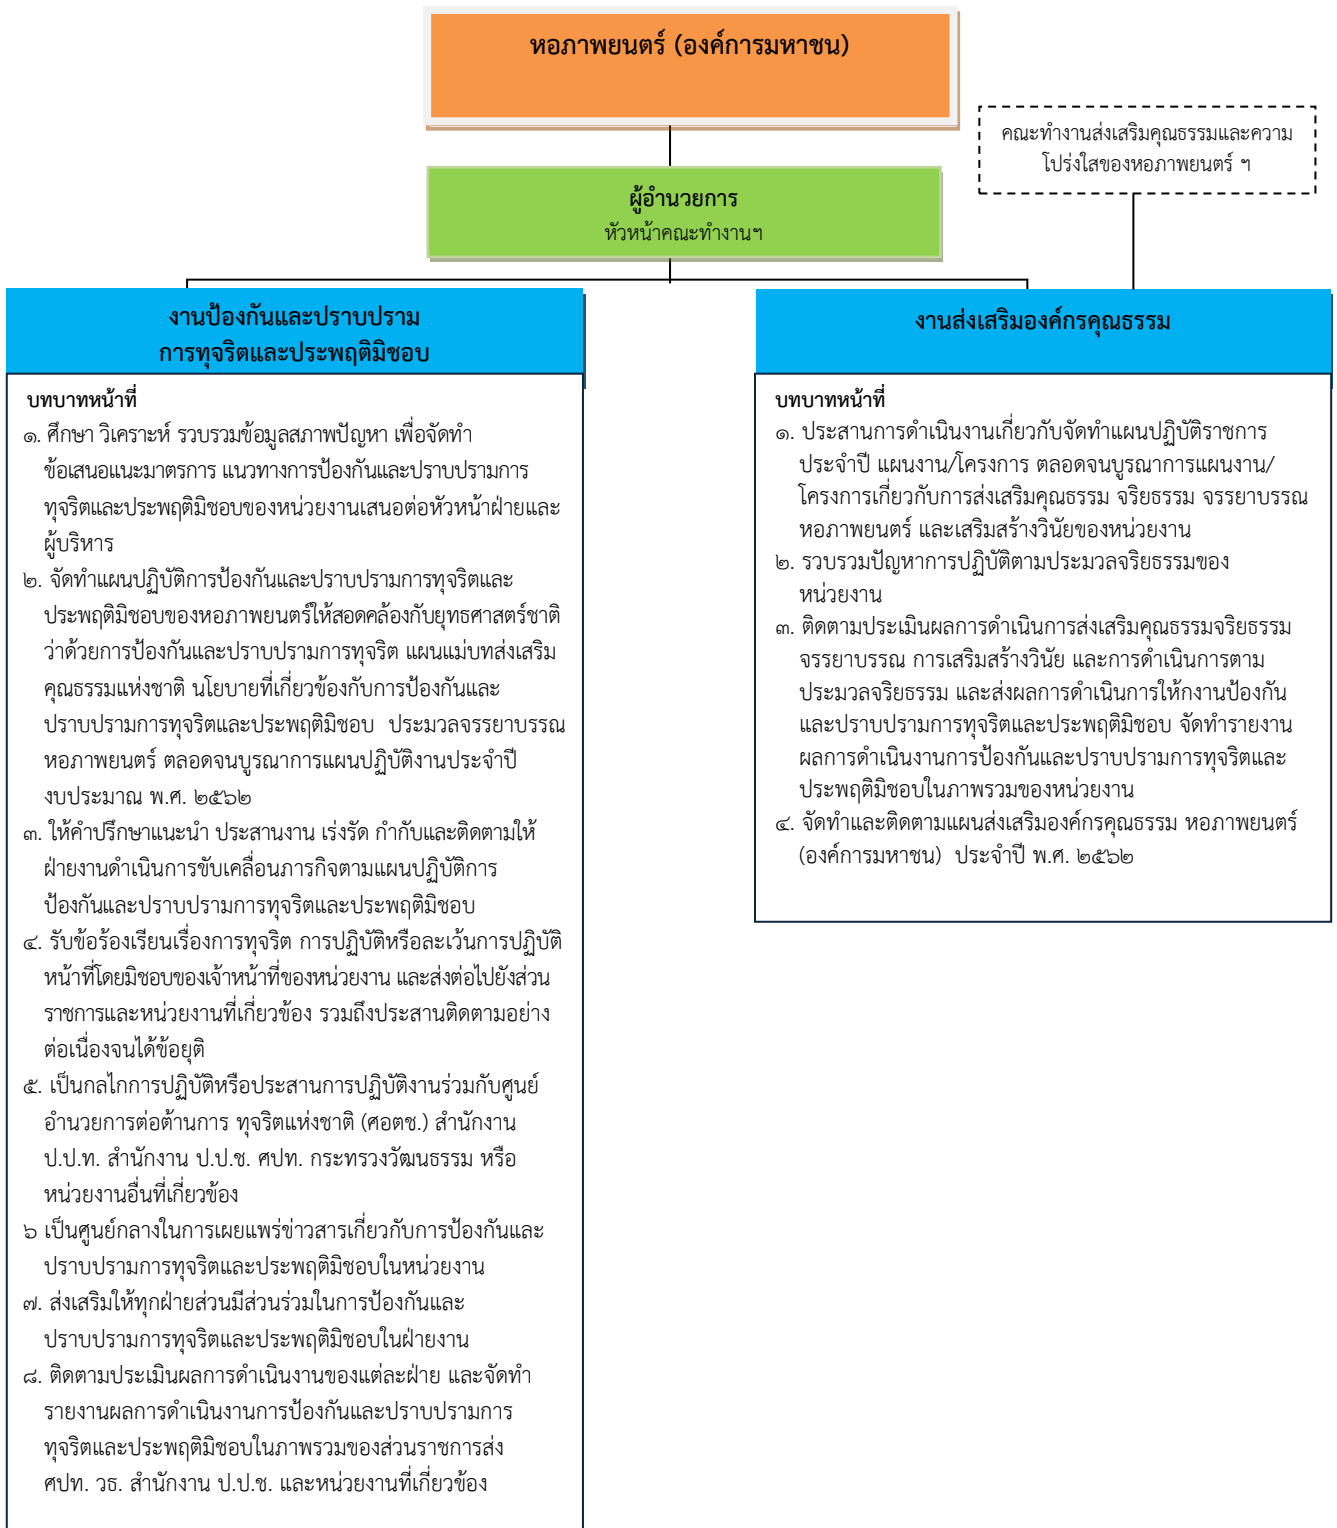 หอภาพยนตร์ (องค์การมหาชน)
คณะทำงานส่งเสริมคุณธรรมและความ
โปร่งใสของหอภาพยนตร์ ฯ
ผู้อำนวยการ
หัวหน้าคณะทำงานฯ
งานป้องกันและปราบปราม
การทุจริตและประพฤติมิชอบ
บทบาทหน้าที่
๑. ศึกษา วิเคราะห์ รวบรวมข้อมูลสภาพปัญหา เพื่อจัดทำ
ข้อเสนอแนะมาตรการ แนวทางการป้องกันและปราบปรามการ
ทุจริตและประพฤติมิชอบของหน่วยงานเสนอต่อหัวหน้าฝ่ายและ
ผู้บริหาร
๒. จัดทำแผนปฏิบัติการป้องกันและปราบปรามการทุจริตและ
ประพฤติมิชอบของหอภาพยนตร์ให้สอดคล้องกับยุทธศาสตร์ชาติ
ว่าด้วยการป้องกันและปราบปรามการทุจริต แผนแม่บทส่งเสริม
คุณธรรมแห่งชาติ นโยบายที่เกี่ยวข้องกับการป้องกันและ
ปราบปรามการทุจริตและประพฤติมิชอบ ประมวลจรรยาบรรณ
หอภาพยนตร์ ตลอดจนบูรณาการแผนปฏิบัติงานประจำปี
งบประมาณ พ.ศ. ๒๕๖๒
๓. ให้คำปรึกษาแนะนำ ประสานงาน เร่งรัด กำกับและติดตามให้
ฝ่ายงานดำเนินการขับเคลื่อนภารกิจตามแผนปฏิบัติการ
ป้องกันและปราบปรามการทุจริตและประพฤติมิชอบ
๔. รับข้อร้องเรียนเรื่องการทุจริต การปฏิบัติหรือละเว้นการปฏิบัติ
หน้าที่โดยมิชอบของเจ้าหน้าที่ของหน่วยงาน และส่งต่อไปยังส่วน
ราชการและหน่วยงานที่เกี่ยวข้อง รวมถึงประสานติดตามอย่าง
ต่อเนื่องจนได้ข้อยุติ
๕. เป็นกลไกการปฏิบัติหรือประสานการปฏิบัติงานร่วมกับศูนย์
อำนวยการต่อต้านการ ทุจริตแห่งชาติ (ศอตช.) สำนักงาน
ป.ป.ท. สำนักงาน ป.ป.ช. ศปท. กระทรวงวัฒนธรรม หรือ
หน่วยงานอื่นที่เกี่ยวข้อง
๖ เป็นศูนย์กลางในการเผยแพร่ข่าวสารเกี่ยวกับการป้องกันและ
ปราบปรามการทุจริตและประพฤติมิชอบในหน่วยงาน
๗. ส่งเสริมให้ทุกฝ่ายส่วนมีส่วนร่วมในการป้องกันและ
ปราบปรามการทุจริตและประพฤติมิชอบในฝ่ายงาน
๘. ติดตามประเมินผลการดำเนินงานของแต่ละฝ่าย และจัดทำ
รายงานผลการดำเนินงานการป้องกันและปราบปรามการ
ทุจริตและประพฤติมิชอบในภาพรวมของส่วนราชการส่ง
ศปท. วธ. สำนักงาน ป.ป.ช. และหน่วยงานที่เกี่ยวข้อง
งานส่งเสริมองค์กรคุณธรรม
บทบาทหน้าที่
๑. ประสานการดำเนินงานเกี่ยวกับจัดทำแผนปฏิบัติราชการ
ประจำปี แผนงาน/โครงการ ตลอดจนบูรณาการแผนงาน/
โครงการเกี่ยวกับการส่งเสริมคุณธรรม จริยธรรม จรรยาบรรณ
หอภาพยนตร์ และเสริมสร้างวินัยของหน่วยงาน
๒. รวบรวมปัญหาการปฏิบัติตามประมวลจริยธรรมของ
หน่วยงาน
๓. ติดตามประเมินผลการดำเนินการส่งเสริมคุณธรรมจริยธรรม
จรรยาบรรณ การเสริมสร้างวินัย และการดำเนินการตาม
ประมวลจริยธรรม และส่งผลการดำเนินการให้กงานป้องกัน
และปราบปรามการทุจริตและประพฤติมิชอบ จัดทำรายงาน
ผลการดำเนินงานการป้องกันและปราบปรามการทุจริตและ
ประพฤติมิชอบในภาพรวมของหน่วยงาน
๔. จัดทำและติดตามแผนส่งเสริมองค์กรคุณธรรม หอภาพยนตร์
(องค์การมหาชน) ประจำปี พ.ศ. ๒๕๖๒